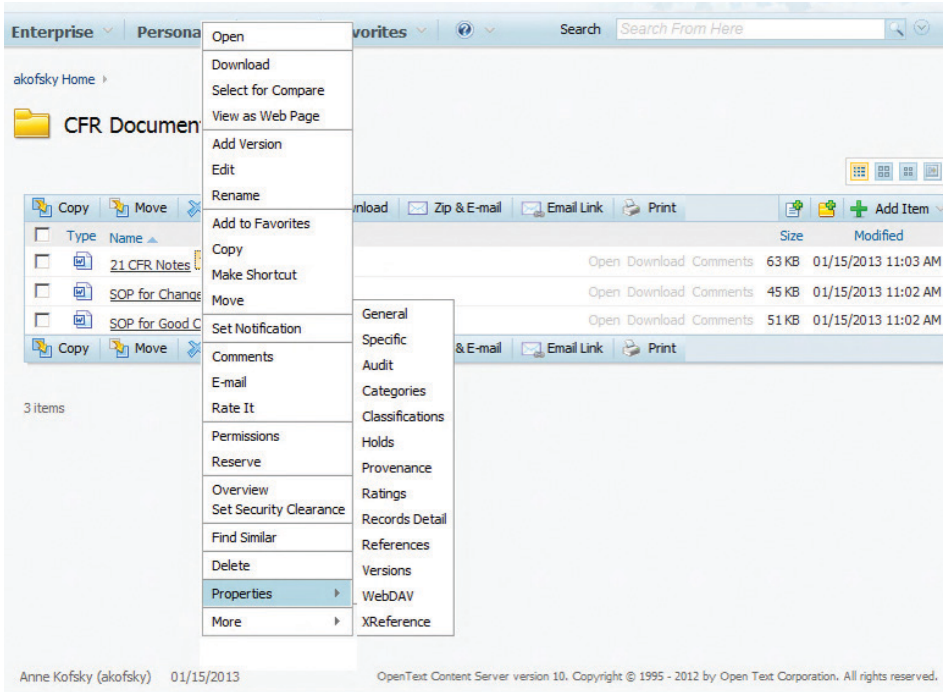 Enterprise Persona vorites Search Search From Here
akofsky Home
CFR Documen
Copy Move nload Zip & E-mail Email Link Print Add Item
Type Name Size Modified
21 CFR Notes Open Download Comments 63 KB 01/15/2013 11:03 AM
SOP for Change Open Download Comments 45 KB 01/15/2013 11:02 AM
SOP for Good C Open Download Comments 51 KB 01/15/2013 11:02 AM
Copy Move & E-mail Email Link Print
3 items
Open
Download
Select for Compare
View as Web Page
Add Version
Edit
Rename
Add to Favorites
Copy
Make Shortcut
Move
Set Notification
Comments
E-mail
Rate It
Permissions
Reserve
Overview
Set Security Clearance
Find Similar
Delete
Properties
More
General
Specific
Audit
Categories
Classifications
Holds
Provenance
Ratings
Records Detail
References
Versions
WebDAV
XReference
Anne Kofsky (akofsky) 01/15/2013 OpenText Content Server version 10. Copyright © 1995 - 2012 by Open Text Corporation. All rights reserved.